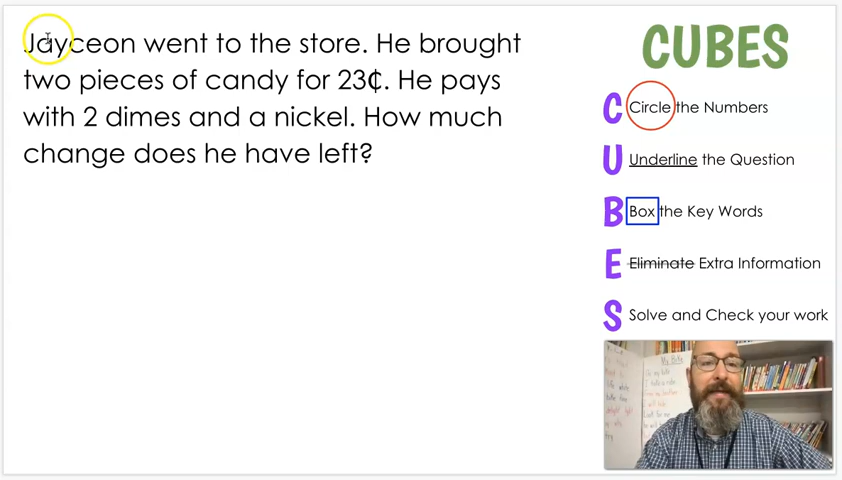 Jayceon went to the store. He brought
two pieces of candy for 23¢. He pays
with 2 dimes and a nickel. How much
change does he have left?
CUBES
C Circle the Numbers
U Underline the Question
B Box the Key Words
E Eliminate Extra Information
S Solve and Check your work